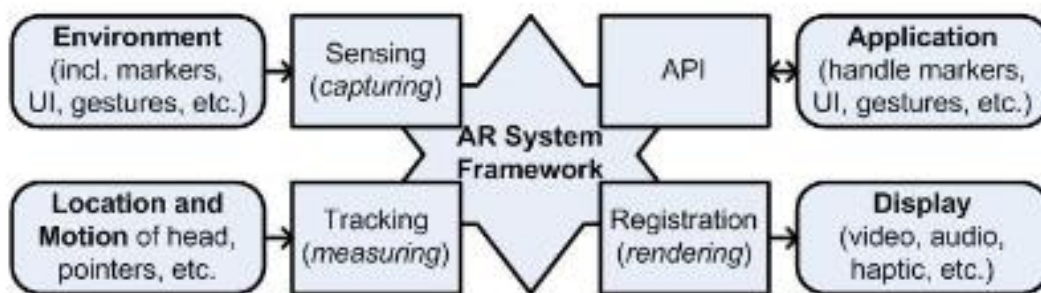 Environment
(incl. markers,
UI, gestures, etc.)
Sensing
(capturing)
API
Application
(handle markers,
UI, gestures, etc.)
AR System
Framework
Location and
Motion of head,
pointers, etc.
Tracking
(measuring)
Registration
(rendering)
Display
(video, audio,
haptic, etc.)